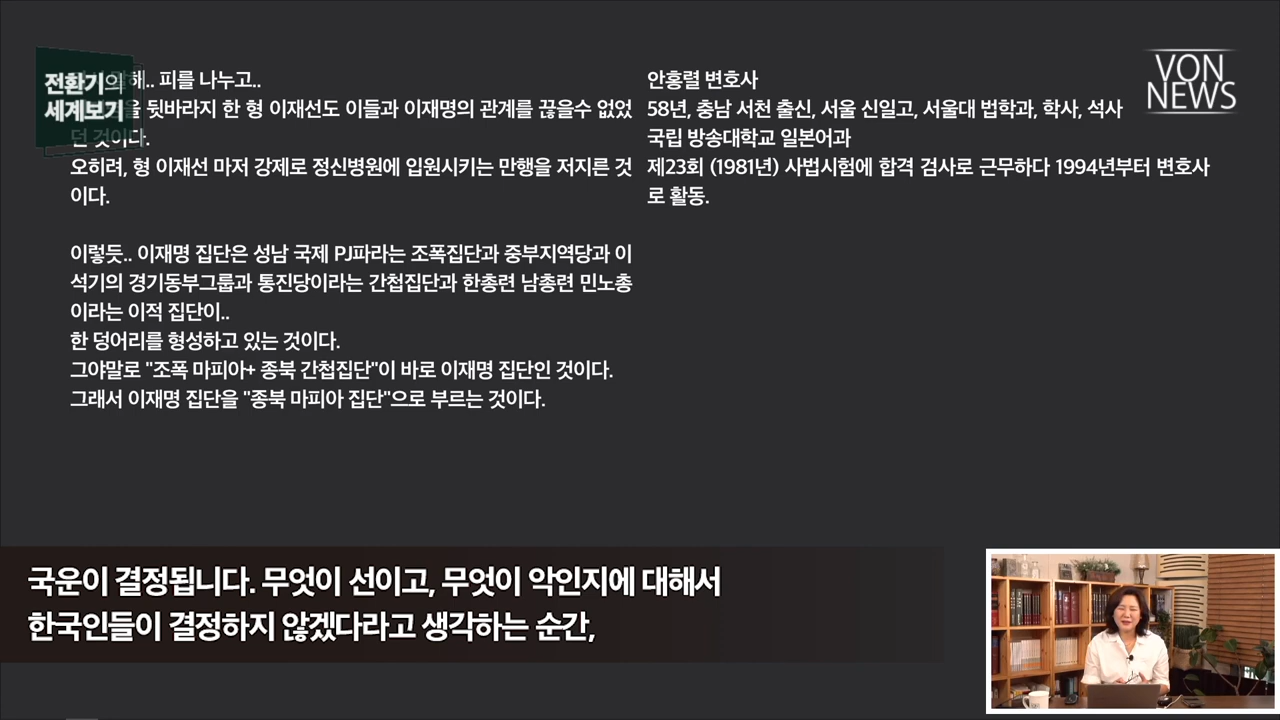 전환기의
세계보기
해.. 피를 나누고..
을 뒷바라지 한 형 이재선도 이들과 이재명의 관계를 끊을수 없었
던 것이다.
오히려, 형 이재선 마저 강제로 정신병원에 입원시키는 만행을 저지른 것
이다.
이렇듯.. 이재명 집단은 성남 국제 PJ파라는 조폭집단과 중부지역당과 이
석기의 경기동부그룹과 통진당이라는 간첩집단과 한총련 남총련 민노총
이라는 이적 집단이..
한 덩어리를 형성하고 있는 것이다.
그야말로 "조폭 마피아+ 종북 간첩집단"이 바로 이재명 집단인 것이다.
그래서 이재명 집단을 "종북 마피아 집단"으로 부르는 것이다.
안홍렬 변호사
58년, 충남 서천 출신, 서울 신일고, 서울대 법학과, 학사, 석사
국립 방송대학교 일본어과
제23회 (1981년) 사법시험에 합격 검사로 근무하다 1994년부터 변호사
로 활동.
VON
NEWS
국운이 결정됩니다. 무엇이 선이고, 무엇이 악인지에 대해서
한국인들이 결정하지 않겠다라고 생각하는 순간,